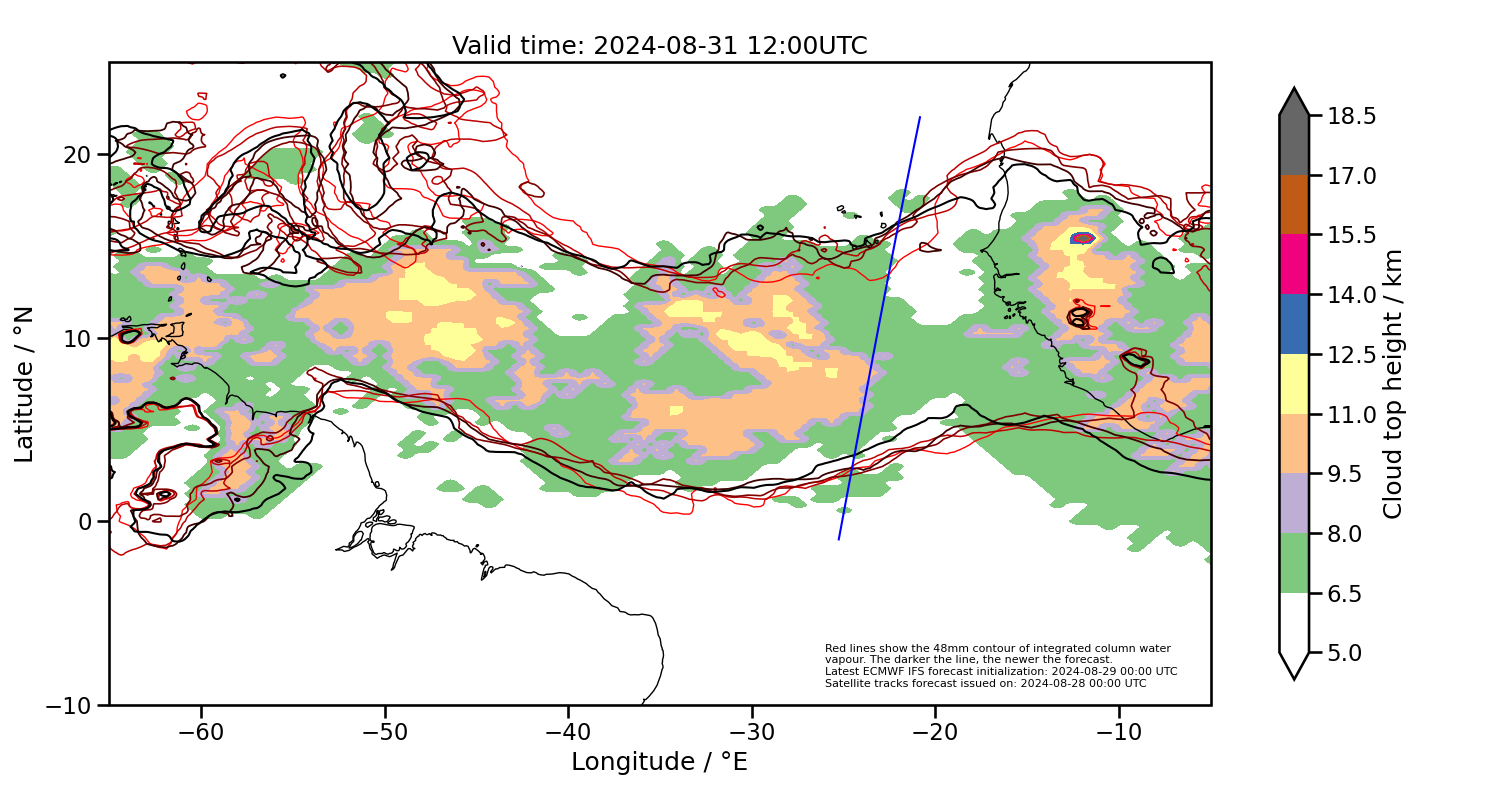 Valid time: 2024-08-31 12:00UTC
20
10
0
−10
Latitude / °N
−60
−50
−40
−30
−20
−10
Longitude / °E
Red lines show the 48mm contour of integrated column water
vapour. The darker the line, the newer the forecast.
Latest ECMWF IFS forecast initialization: 2024-08-29 00:00 UTC
Satellite tracks forecast issued on: 2024-08-28 00:00 UTC
18.5
17.0
15.5
14.0
12.5
11.0
9.5
8.0
6.5
5.0
Cloud top height / km